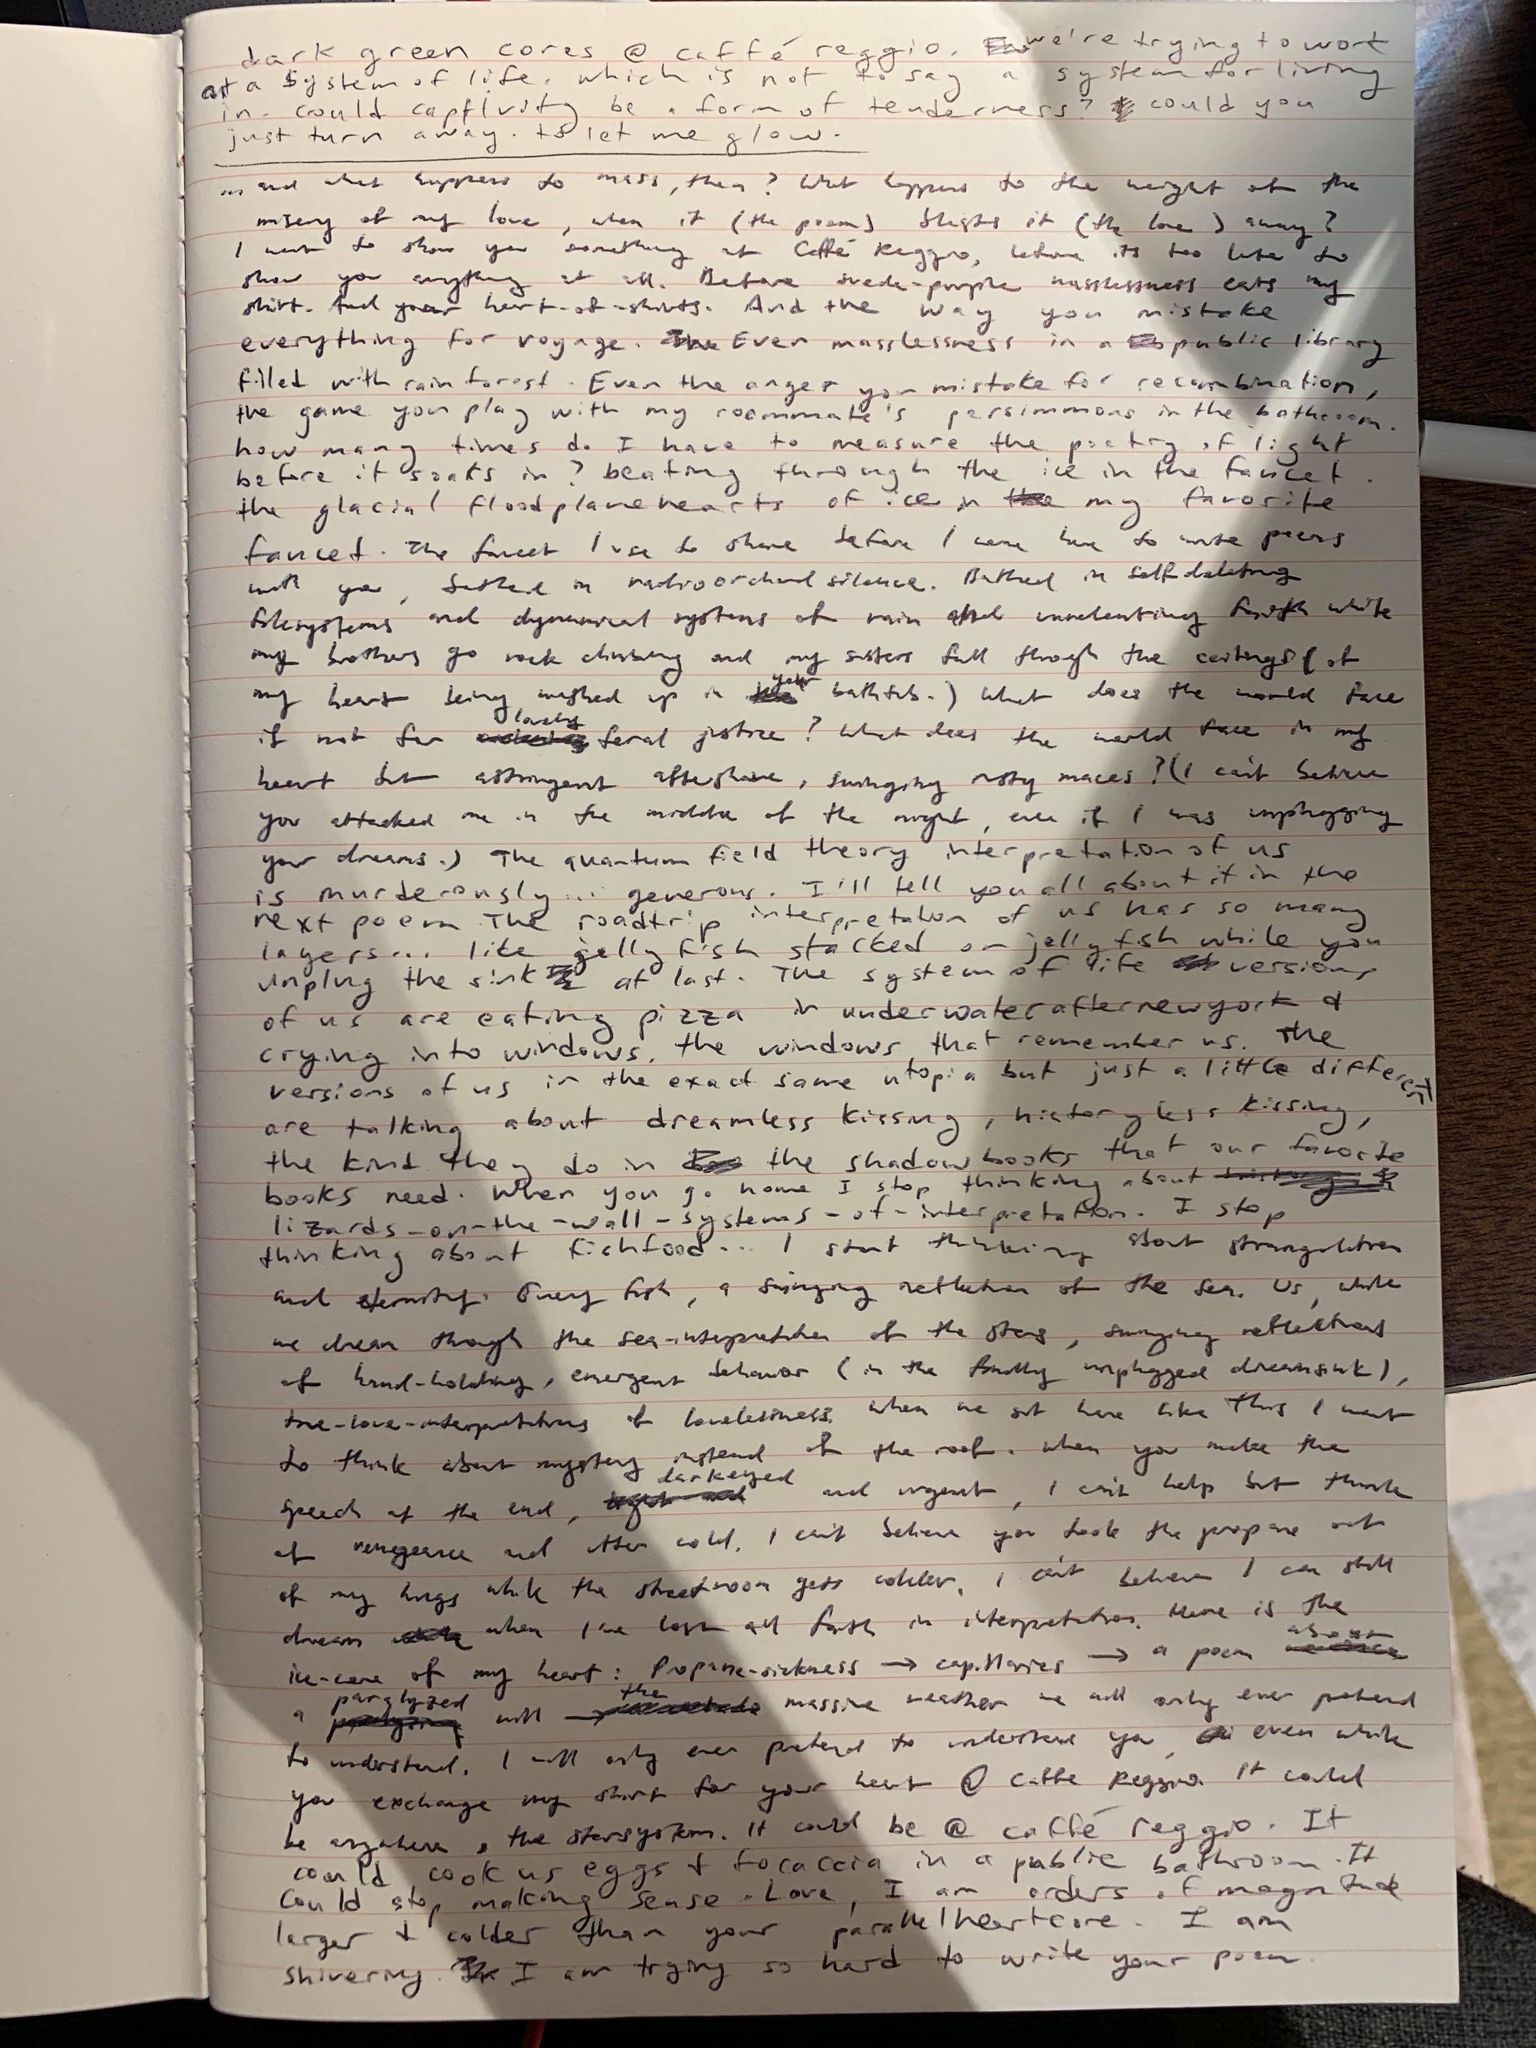 dark green cores @ caffé reggio. we're trying to work
at a system of life. which is not to say a system for living
in. could captivity be a form of tenderness? could you
just turn away. to let me glow.
... and what happens to mass, then? What happens to the weight of the
misery of my love, when it (the poem) blasts it (the love) away?
I want to show you something at Caffé Reggio, before its too late to
show you anything at all. Before suede-purple masslessness eats my
shirt. And your heart-of-shirts. And the way you mistake
everything for voyage. Even masslessness in a public library
filled with rainforest. Even the anger you mistake for recombination,
the game you play with my roommate's persimmons in the bathroom.
how many times do I have to measure the poetry of light
before it soaks in? beating through the ice in the faucet.
the glacial floodplanehearts of ice in my favorite
faucet. The faucet I use to shave before I came here to write poems
with you, bathed in radioorchard silence. Bathed in selfdeleting
filesystems and dynamical systems of rain and unrelenting faith while
my brothers go rock climbing and my sisters fall through the ceilings (of
my heart being washed up in your bathtub.) What does the world face
if not for lovely feral justice? What does the world face in my
heart but astringent aftershave, swinging rusty maces? (I can't believe
you attacked me in the middle of the night, even if I was unplugging
your dreams.) The quantum field theory interpretation of us
is murderously... generous. I'll tell you all about it in the
next poem. The roadtrip interpretation of us has so many
layers... like jellyfish stacked on jellyfish while you
unplug the sink at last. The system of life versions
of us are eating pizza in underwaterafternewyork &
crying into windows. the windows that remember us. The
versions of us in the exact same utopia but just a little different
are talking about dreamless kissing, historyless kissing,
the kind they do in the shadowbooks that our favorite
books need. When you go home I stop thinking about
lizards-on-the-wall-systems-of-interpretation. I stop
thinking about fishfood... I start thinking about strangulation
and eternity. Every fish, a swinging reflection of the sea. Us, while
we dream through the sea-interpretation of the stars, swinging reflections
of hand-holding, emergent behavior (in the finally unplugged dreamsink),
true-love-interpretations of lovelessness. When we sit here like this I want
to think about mystery instead of the roof. When you make the
speech at the end, darkeyed and urgent, I can't help but think
of vengeance and utter cold. I can't believe you took the propane out
of my lungs while the streetroom gets colder. I can't believe I can still
dream when I've lost all faith in interpretation. Here is the
ice-core of my heart: Propane-sickness → capillaries → a poem about
a paralyzed will → the massive weather we will only ever pretend
to understand. I will only ever pretend to understand you, even while
you exchange my shirt for your heart @ Caffe Reggio. It could
be anywhere, the starsystem. It could be @ caffé reggio. It
could cook us eggs & focaccia in a public bathroom. It
could stop making sense. Love, I am orders of magnitude
larger & colder than your parallelheartcore. I am
shivering. I am trying so hard to write your poem.